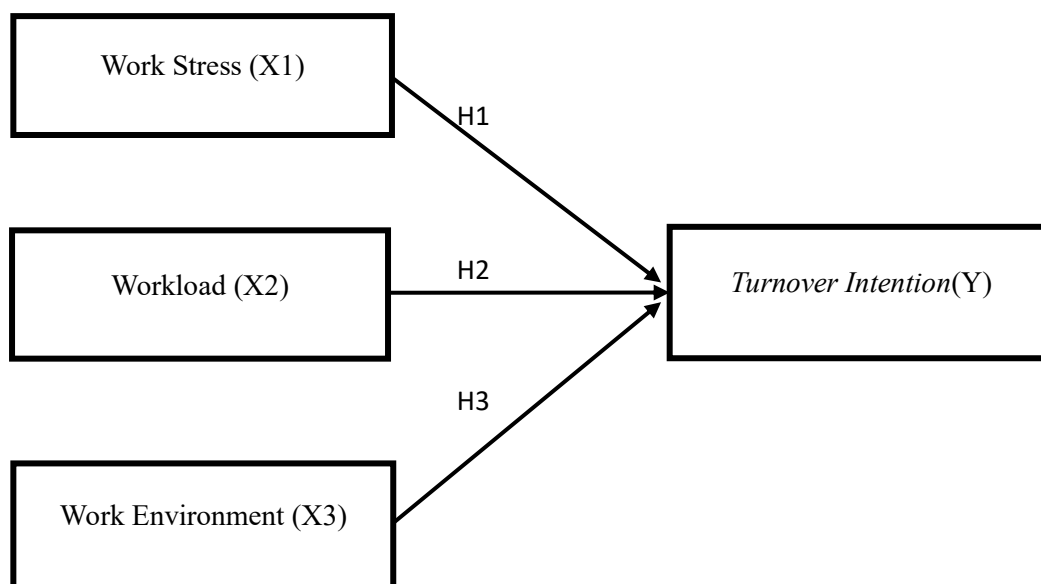 Work Stress (X1)
H1
Workload (X2)
H2
Turnover Intention(Y)
H3
Work Environment (X3)